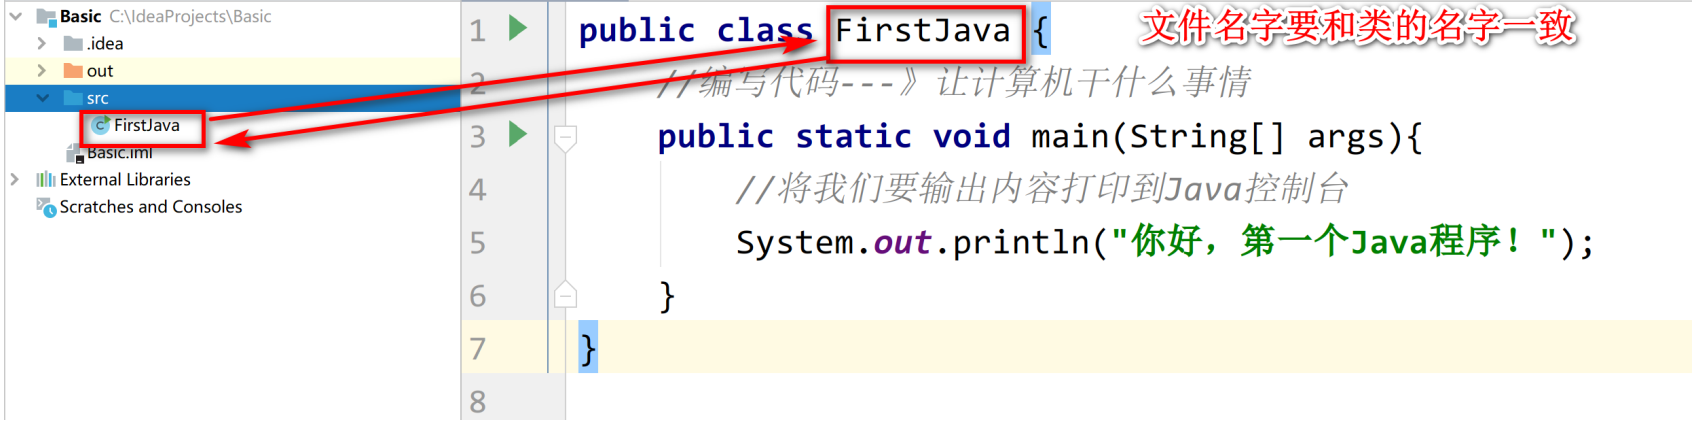 Basic C:\IdeaProjects\Basic
.idea
out
src
FirstJava
Basic.iml
External Libraries
Scratches and Consoles
文件名字要和类的名字一致
1 public class FirstJava {
2 //编写代码---》让计算机干什么事情
3 public static void main(String[] args){
4 //将我们要输出内容打印到Java控制台
5 System.out.println("你好，第一个Java程序！");
6 }
7 }
8